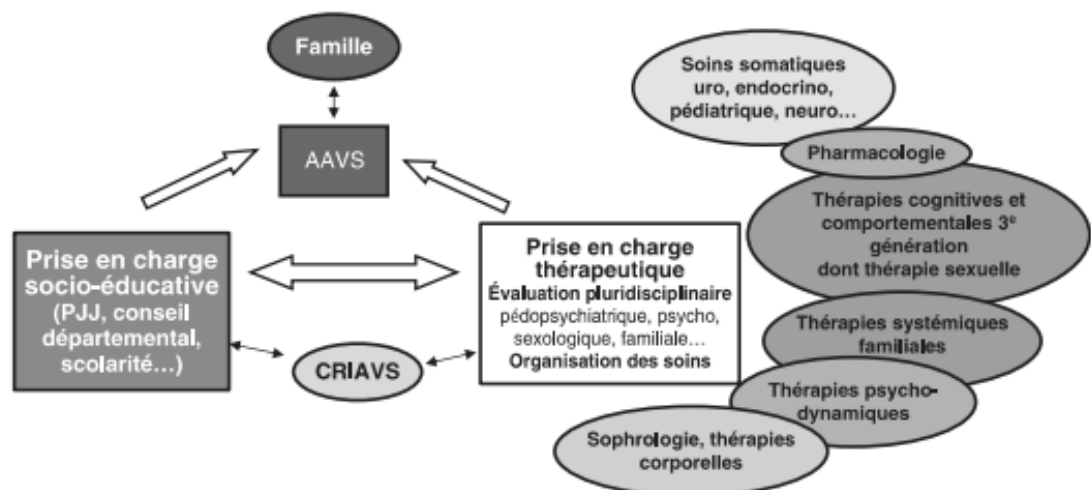 Famille
AAVS
Prise en charge
socio-éducative
(PJJ, conseil
départemental,
scolarité…)
CRIAVS
Prise en charge
thérapeutique
Évaluation pluridisciplinaire
pédopsychiatrique, psycho,
sexologique, familiale…
Organisation des soins
Soins somatiques
uro, endocrino,
pédiatrique, neuro…
Pharmacologie
Thérapies cognitives et
comportementales 3e
génération
dont thérapie sexuelle
Thérapies systémiques
familiales
Thérapies psycho-
dynamiques
Sophrologie, thérapies
corporelles